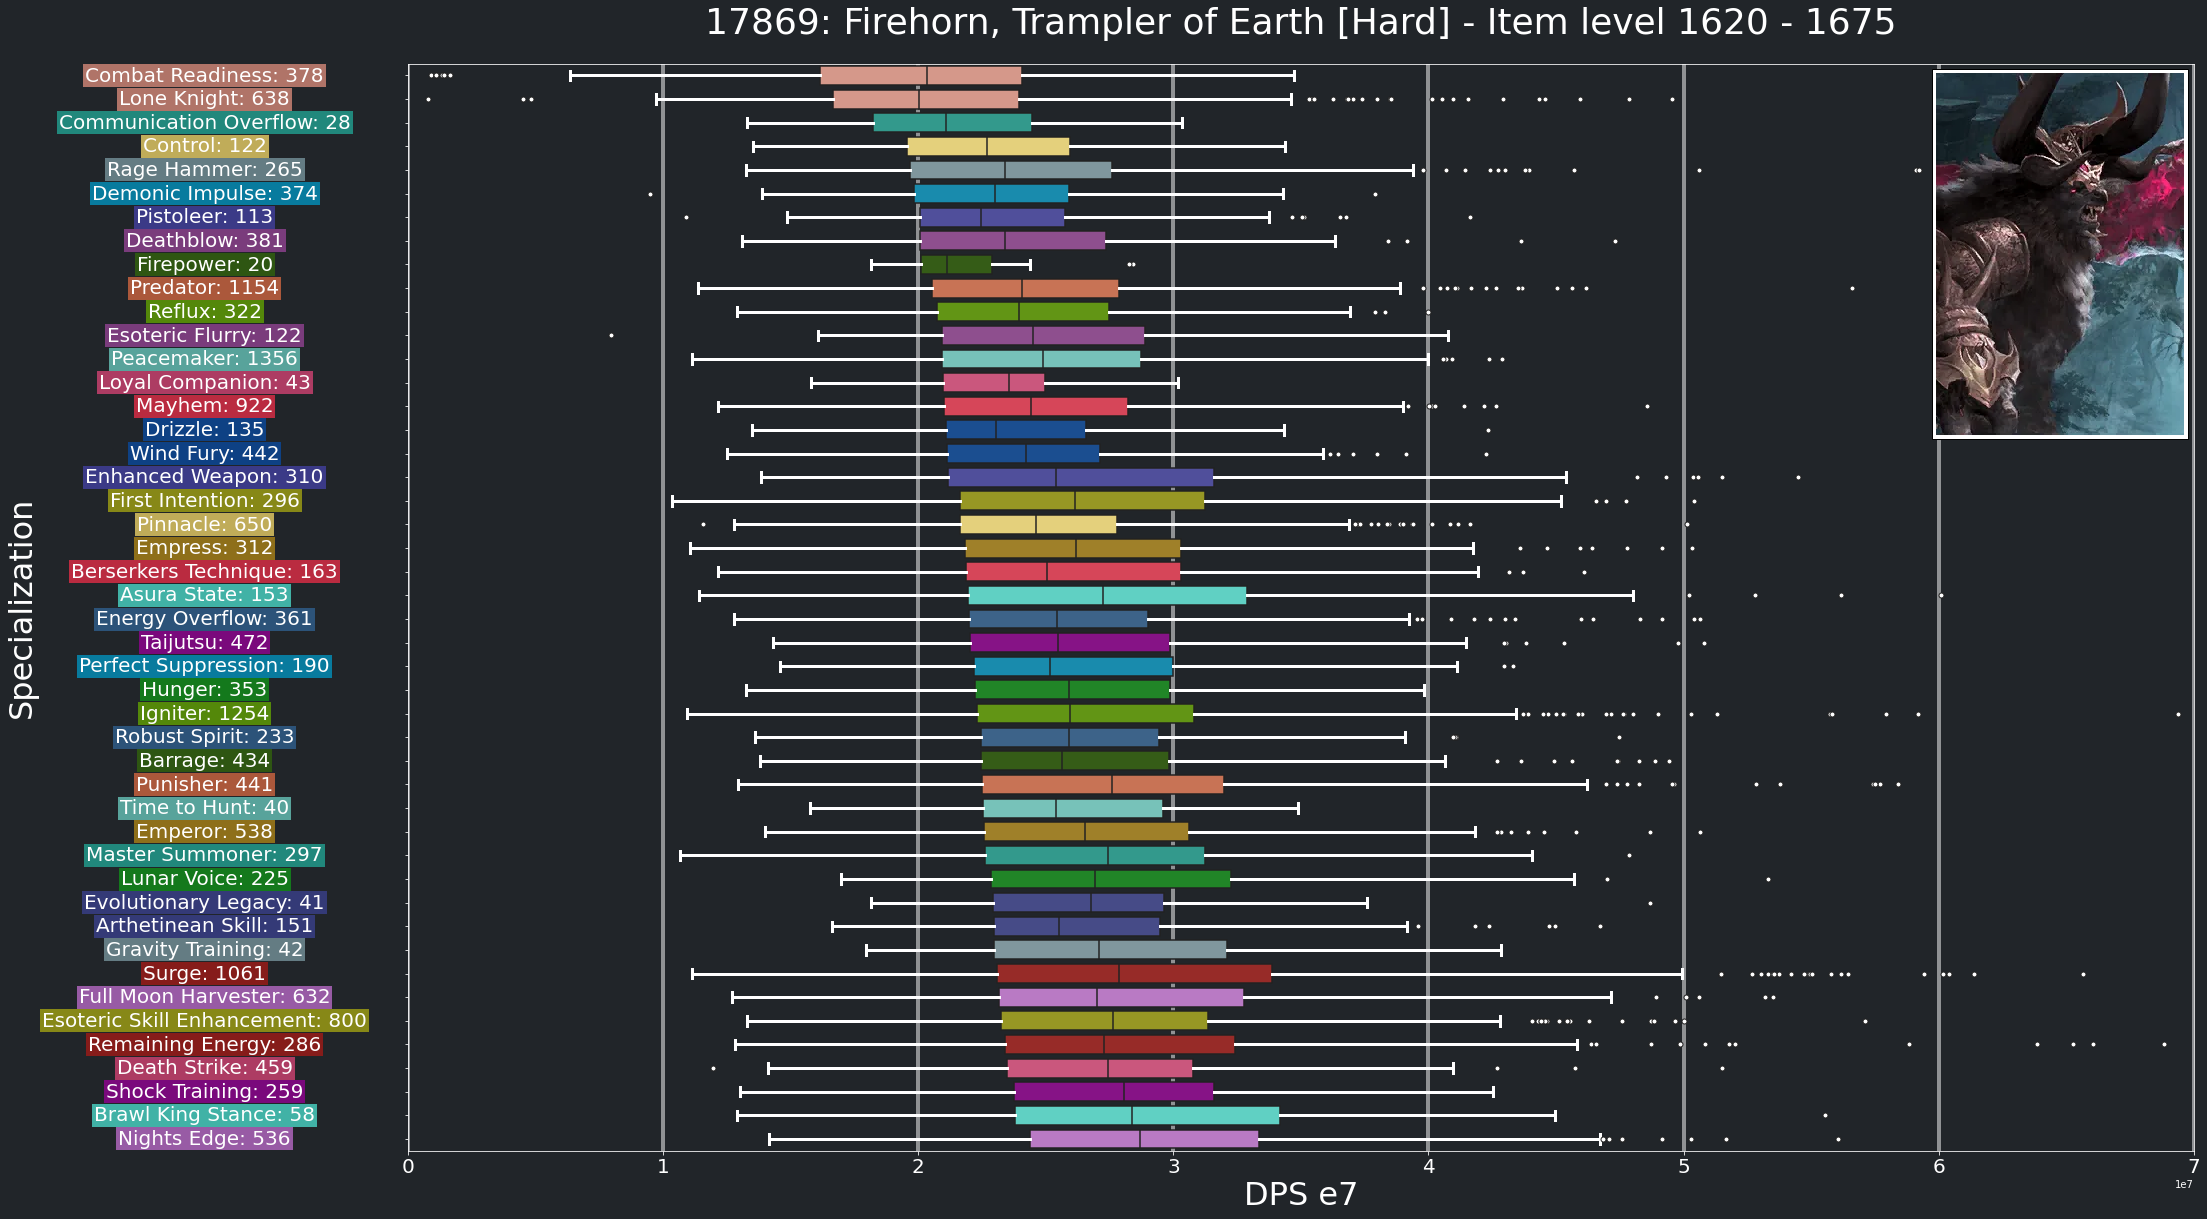 17869: Firehorn, Trampler of Earth [Hard] - Item level 1620 - 1675
Specialization
Combat Readiness: 378
Lone Knight: 638
Communication Overflow: 28
Control: 122
Rage Hammer: 265
Demonic Impulse: 374
Pistoleer: 113
Deathblow: 381
Firepower: 20
Predator: 1154
Reflux: 322
Esoteric Flurry: 122
Peacemaker: 1356
Loyal Companion: 43
Mayhem: 922
Drizzle: 135
Wind Fury: 442
Enhanced Weapon: 310
First Intention: 296
Pinnacle: 650
Empress: 312
Berserkers Technique: 163
Asura State: 153
Energy Overflow: 361
Taijutsu: 472
Perfect Suppression: 190
Hunger: 353
Igniter: 1254
Robust Spirit: 233
Barrage: 434
Punisher: 441
Time to Hunt: 40
Emperor: 538
Master Summoner: 297
Lunar Voice: 225
Evolutionary Legacy: 41
Arthetinean Skill: 151
Gravity Training: 42
Surge: 1061
Full Moon Harvester: 632
Esoteric Skill Enhancement: 800
Remaining Energy: 286
Death Strike: 459
Shock Training: 259
Brawl King Stance: 58
Nights Edge: 536
0 1 2 3 4 5 6 7
1e7
DPS e7